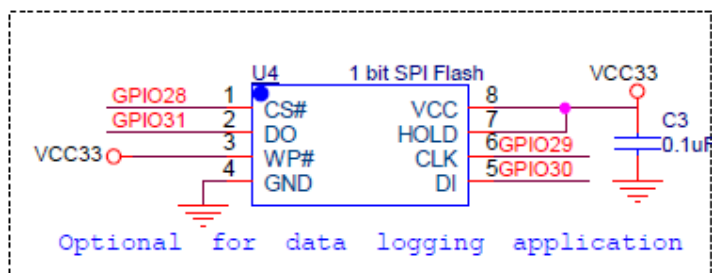 U4 1 bit SPI Flash VCC33
GPIO28 1 CS# VCC 8
GPIO31 2 DO HOLD 7 C3
VCC33 3 WP# CLK 6 GPIO29 0.1uF
4 GND DI 5 GPIO30
Optional for data logging application